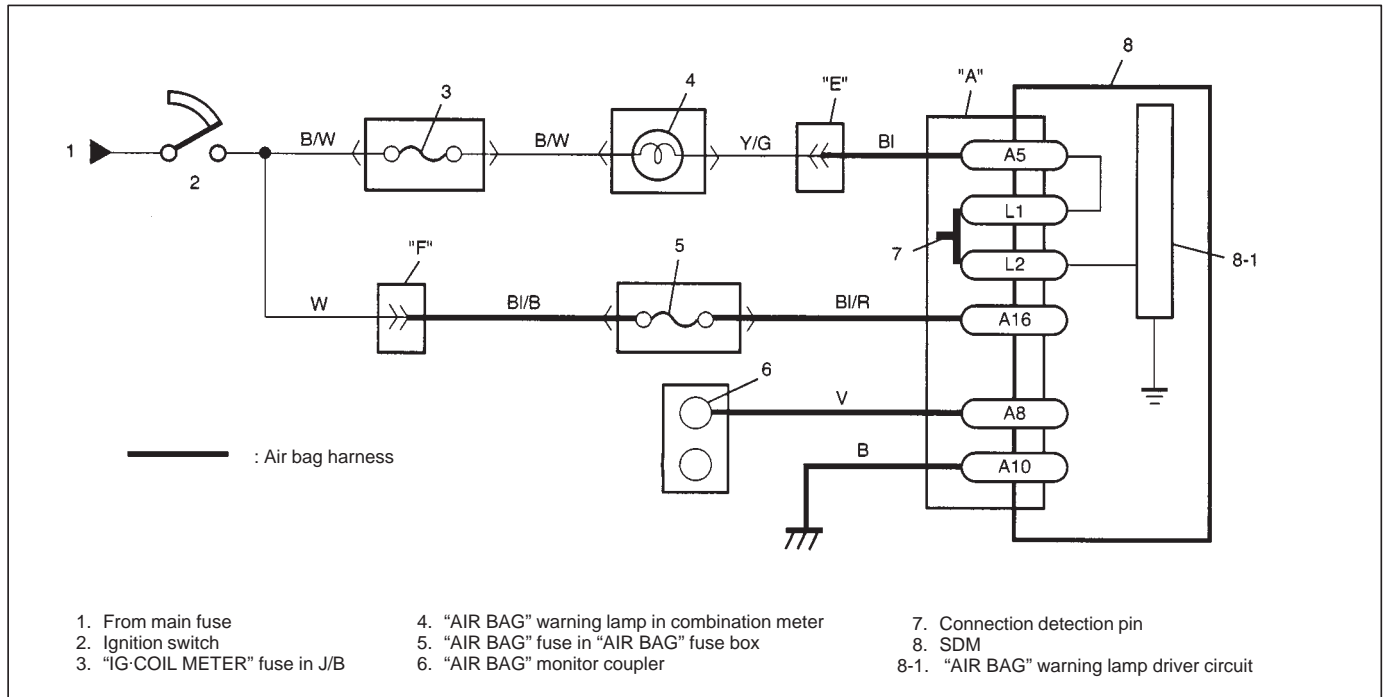 8
3
4
"E"
"A"
1
B/W
B/W
Y/G
Bl
A5
2
L1
7
L2
8-1
"F"
5
W
Bl/B
Bl/R
A16
6
V
A8
B
A10
: Air bag harness
1. From main fuse
2. Ignition switch
3. “IG·COIL METER” fuse in J/B
4. “AIR BAG” warning lamp in combination meter
5. “AIR BAG” fuse in “AIR BAG” fuse box
6. “AIR BAG” monitor coupler
7. Connection detection pin
8. SDM
8-1. “AIR BAG” warning lamp driver circuit